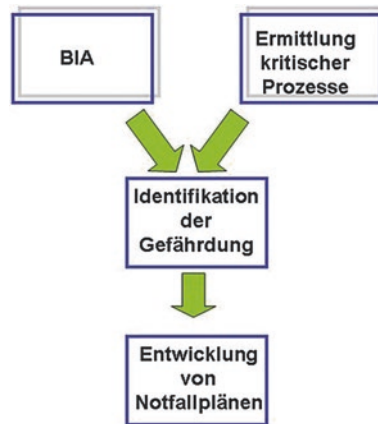 BIA
Ermittlung
kritischer
Prozesse
Identifikation
der
Gefährdung
Entwicklung
von
Notfallplänen